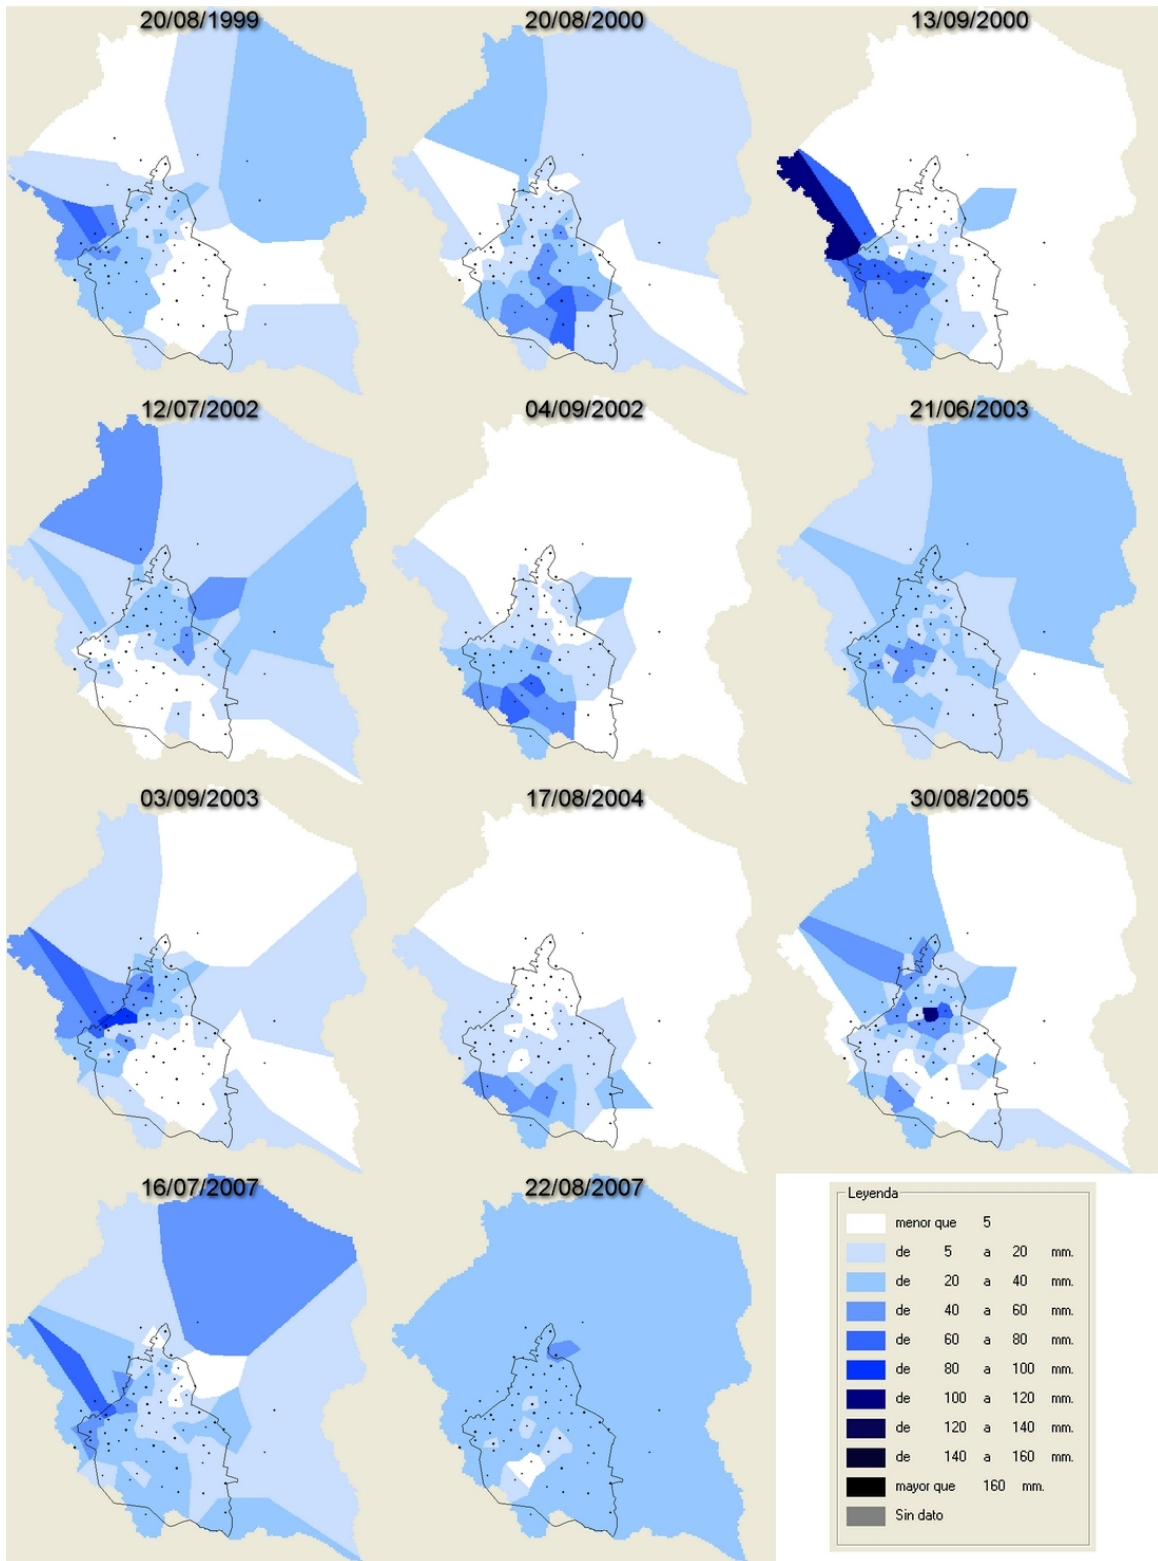 20/08/1999 20/08/2000 13/09/2000
12/07/2002 04/09/2002 21/06/2003
03/09/2003 17/08/2004 30/08/2005
16/07/2007 22/08/2007
Leyenda
menor que 5
de 5 a 20 mm.
de 20 a 40 mm.
de 40 a 60 mm.
de 60 a 80 mm.
de 80 a 100 mm.
de 100 a 120 mm.
de 120 a 140 mm.
de 140 a 160 mm.
mayor que 160 mm.
Sin dato